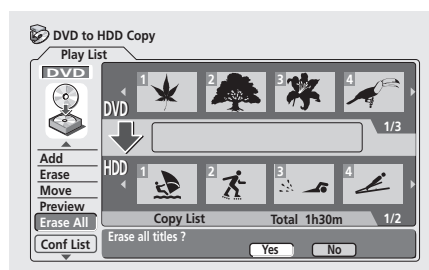 DVD to HDD Copy
Play List
DVD
1 2 3 4
DVD
1/3
Add
Erase
Move
Preview
Erase All
Conf List
HDD
1 2 3 4
Copy List Total 1h30m 1/2
Erase all titles ?
Yes No